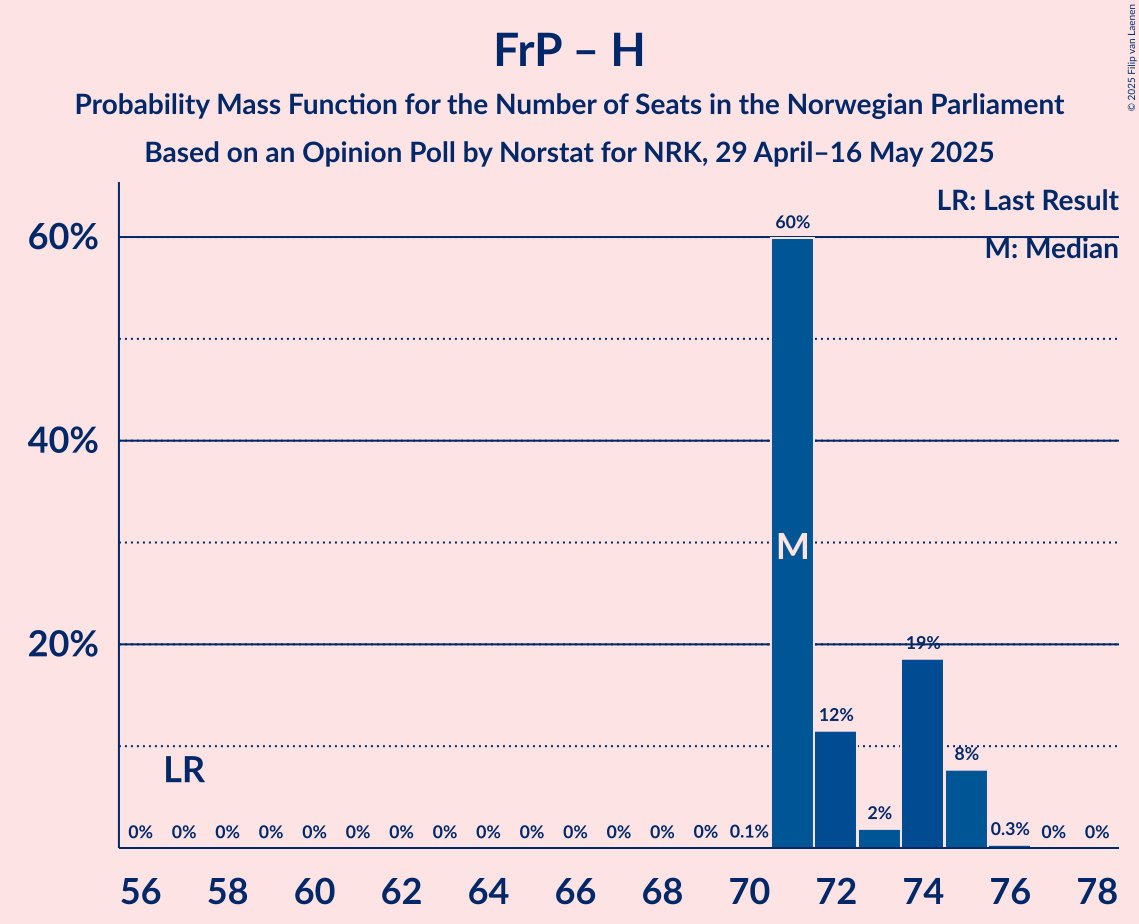 FrP – H
Probability Mass Function for the Number of Seats in the Norwegian Parliament
Based on an Opinion Poll by Norstat for NRK, 29 April–16 May 2025
© 2025 Filip van Laenen
LR: Last Result
M: Median
60%
40%
20%
60%
M
19%
12%
8%
LR
2%
0% 0% 0% 0% 0% 0% 0% 0% 0% 0% 0% 0% 0% 0% 0.1% 0.3% 0% 0%
56 58 60 62 64 66 68 70 72 74 76 78